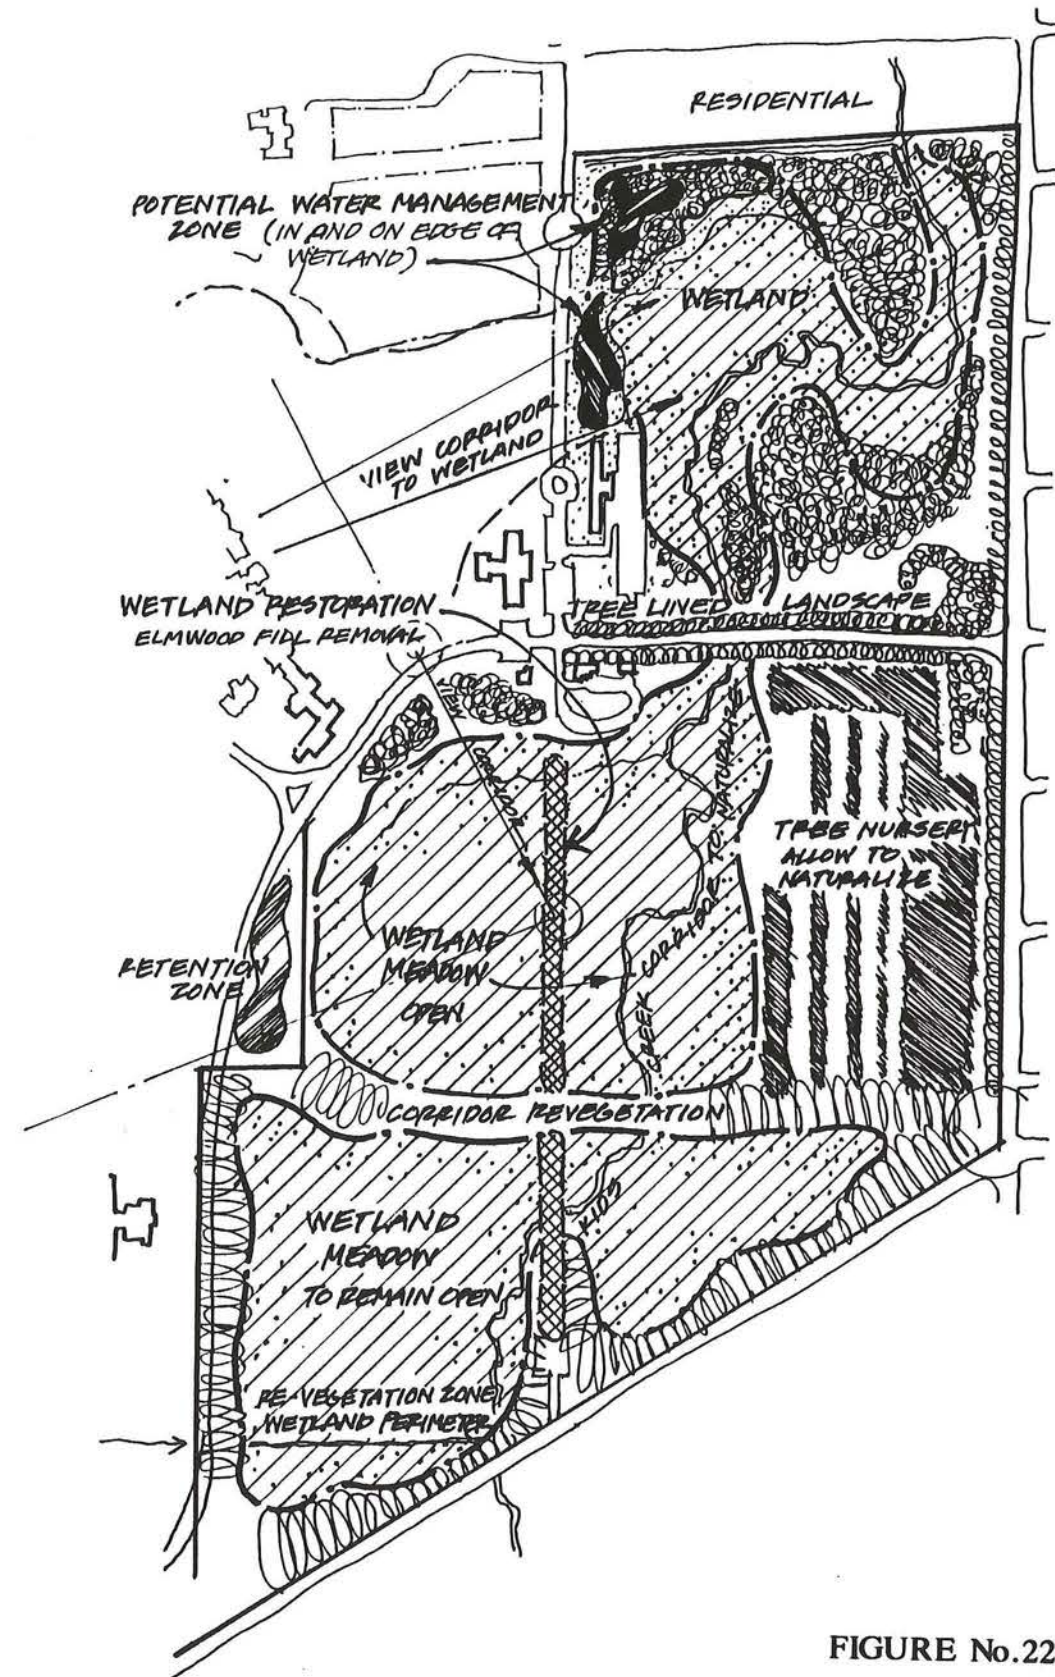 RESIDENTIAL
POTENTIAL WATER MANAGEMENT
ZONE (IN AND ON EDGE OF
WETLAND)
WETLAND
VIEW CORRIDOR
TO WETLAND
WETLAND RESTORATION
ELMWOOD FILL REMOVAL
TREE LINED LANDSCAPE
VIEW CORRIDOR
CREEK CORRIDOR TO NATURALIZE
TREE NURSERY
ALLOW TO
NATURALIZE
WETLAND
MEADOW
OPEN
RETENTION
ZONE
CORRIDOR REVEGETATION
KIDS
WETLAND
MEADOW
TO REMAIN OPEN
RE-VEGETATION ZONE
WETLAND PERIMETER
FIGURE No.22